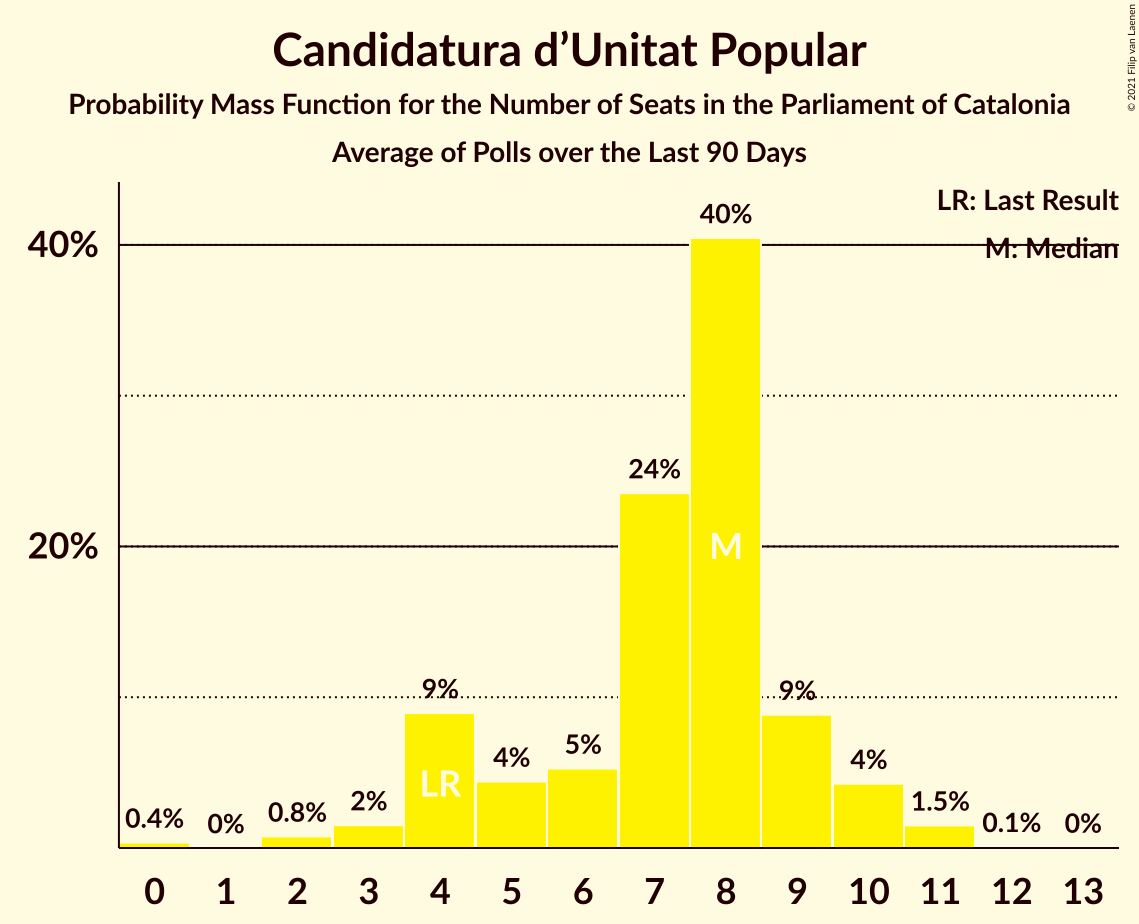 Candidatura d’Unitat Popular
Probability Mass Function for the Number of Seats in the Parliament of Catalonia
Average of Polls over the Last 90 Days
© 2021 Filip van Laenen
LR: Last Result
M: Median
40%
20%
0.4%
0%
0.8%
2%
9%
4%
5%
24%
40%
9%
4%
1.5%
0.1%
0%
LR
M
0 1 2 3 4 5 6 7 8 9 10 11 12 13